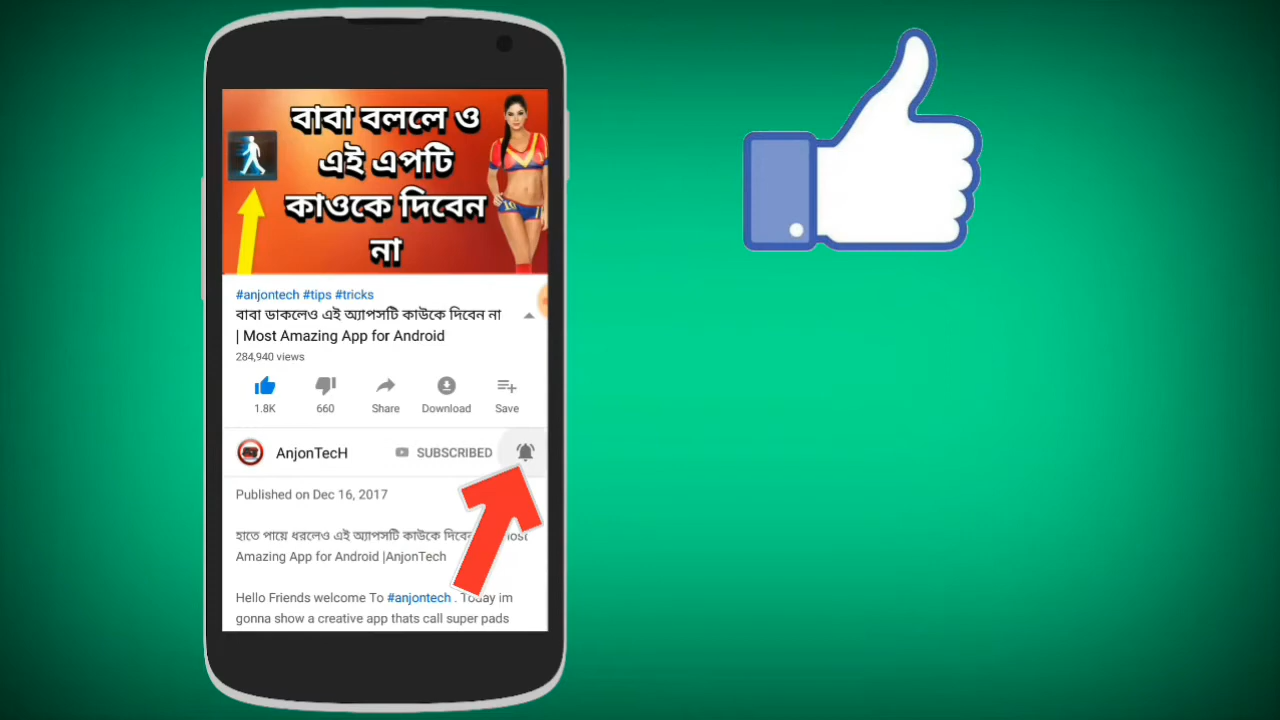 বাবা বললে ও
এই এপটি
কাওকে দিবেন
না
#anjontech #tips #tricks
বাবা ডাকলেও এই অ্যাপসটি কাউকে দিবেন না
| Most Amazing App for Android
284,940 views
1.8K 660 Share Download Save
AnjonTecH SUBSCRIBED
Published on Dec 16, 2017
হাতে পায়ে ধরলেও এই অ্যাপসটি কাউকে
Amazing App for Android |AnjonTech
Hello Friends welcome To #anjontech . Today im
gonna show a creative app thats call super pads